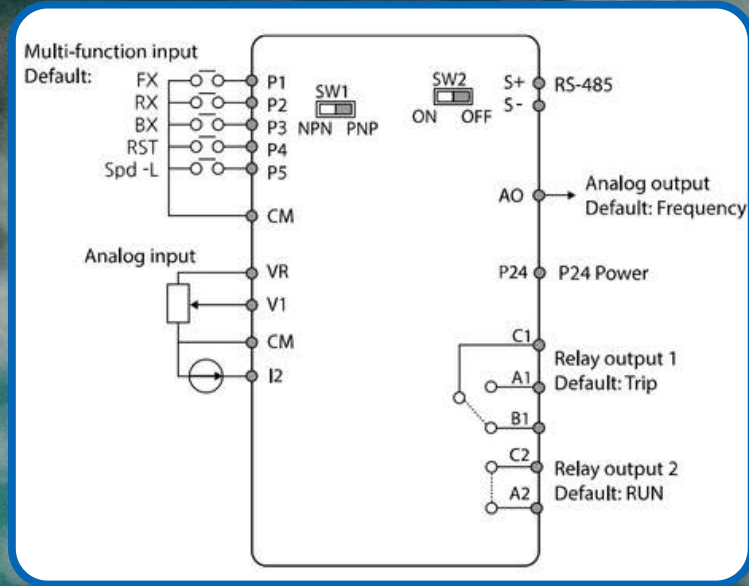 Multi-function input
Default:
FX
RX
BX
RST
Spd -L
P1
P2
P3
P4
P5
CM
SW1
NPN PNP
SW2
ON OFF
S+
S-
RS-485
AO
Analog output
Default: Frequency
Analog input
VR
V1
CM
I2
P24
P24 Power
C1
A1
B1
Relay output 1
Default: Trip
C2
A2
Relay output 2
Default: RUN